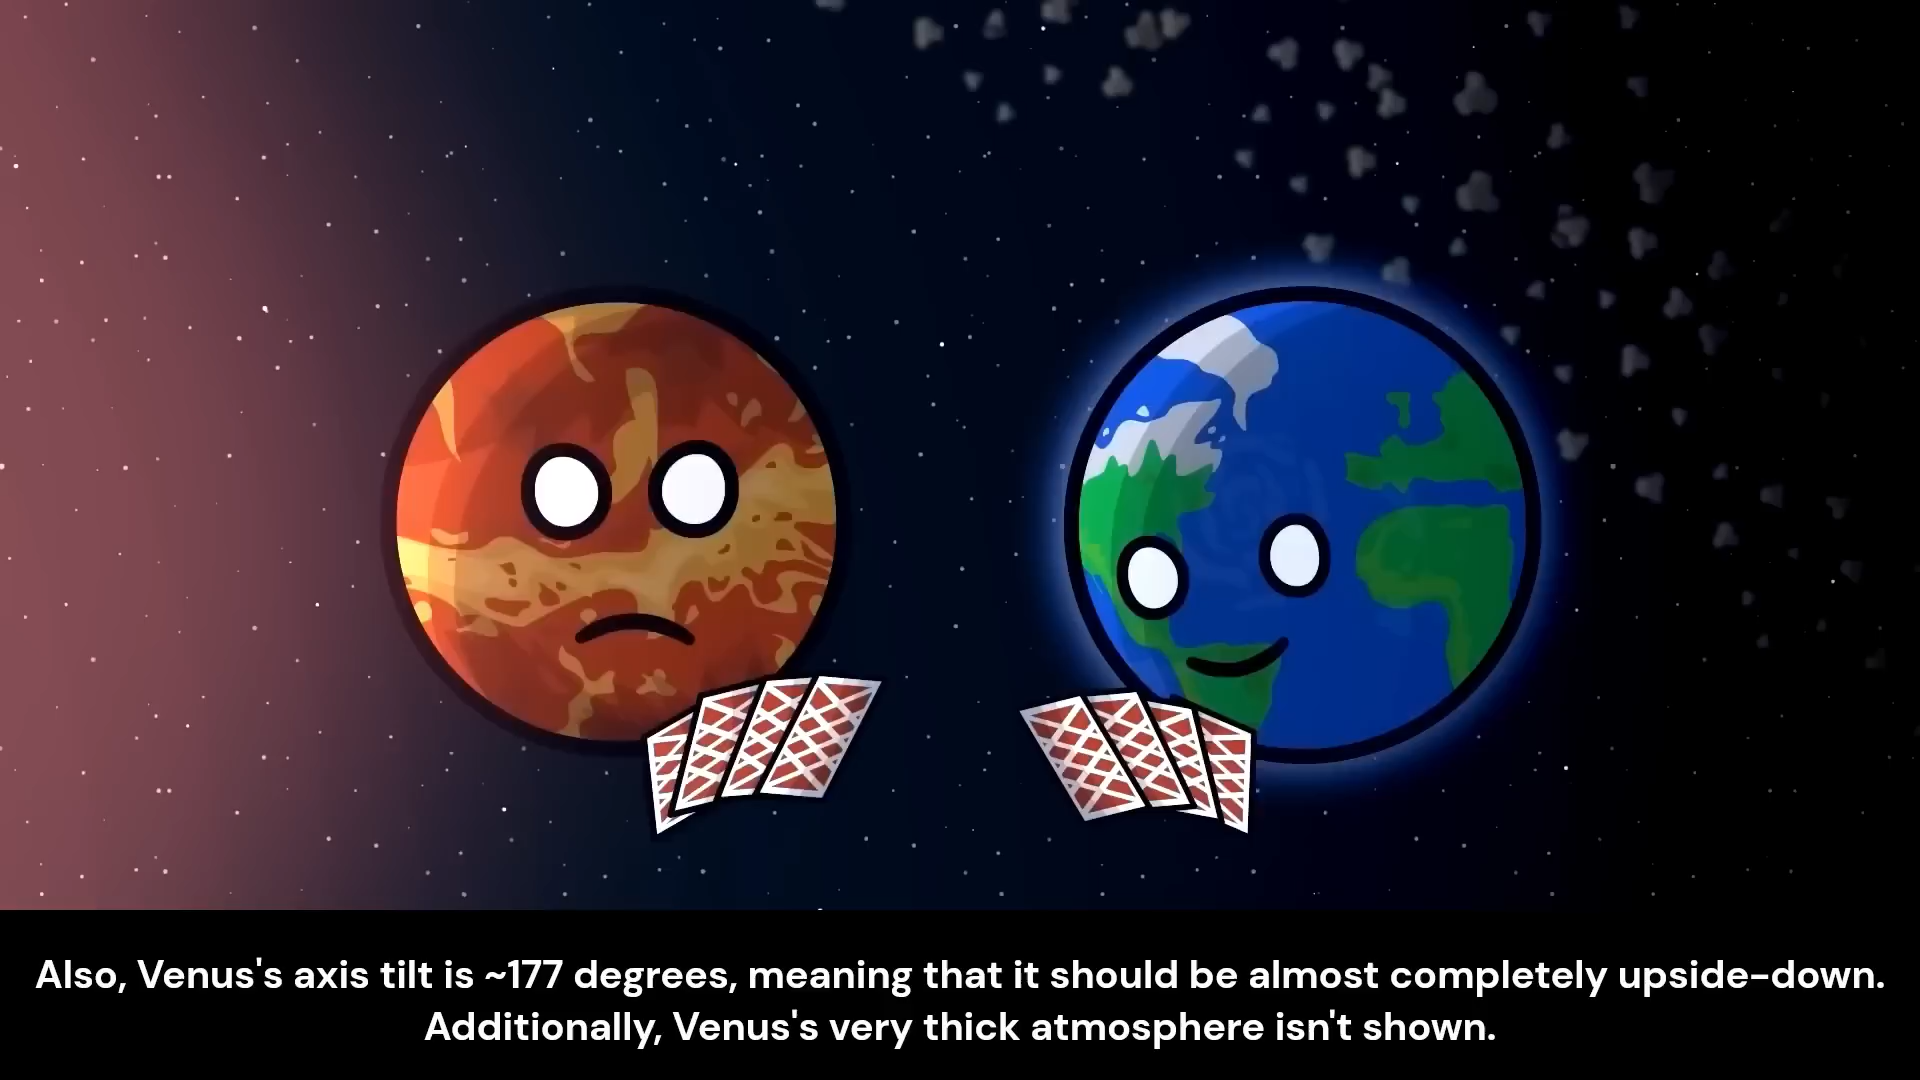 Also, Venus's axis tilt is ~177 degrees, meaning that it should be almost completely upside-down.
Additionally, Venus's very thick atmosphere isn't shown.